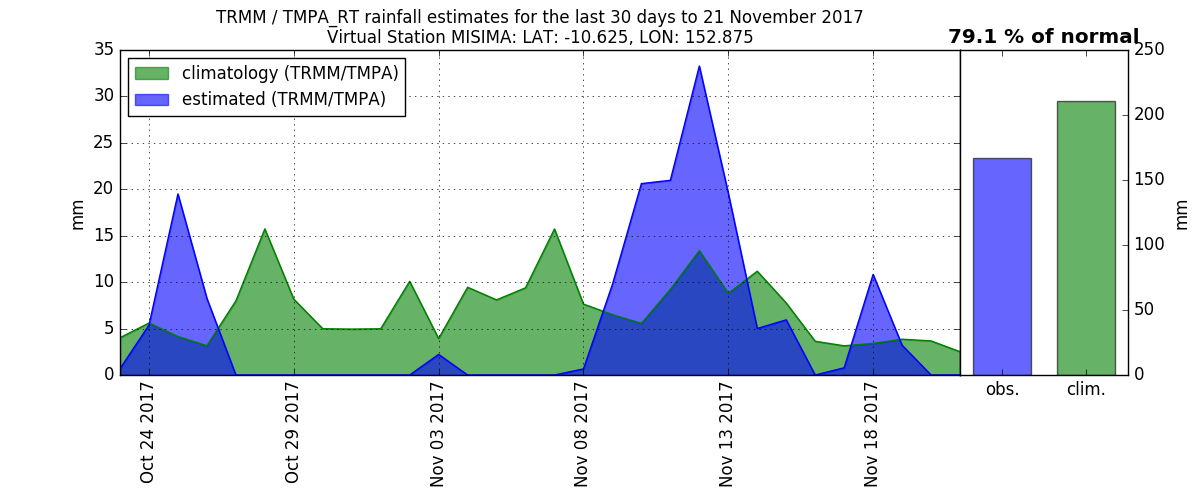 TRMM / TMPA_RT rainfall estimates for the last 30 days to 21 November 2017
Virtual Station MISIMA: LAT: -10.625, LON: 152.875
79.1 % of normal
climatology (TRMM/TMPA)
estimated (TRMM/TMPA)
35
30
25
20
15
10
5
0
mm
Oct 24 2017
Oct 29 2017
Nov 03 2017
Nov 08 2017
Nov 13 2017
Nov 18 2017
250
200
150
100
50
0
mm
obs.
clim.